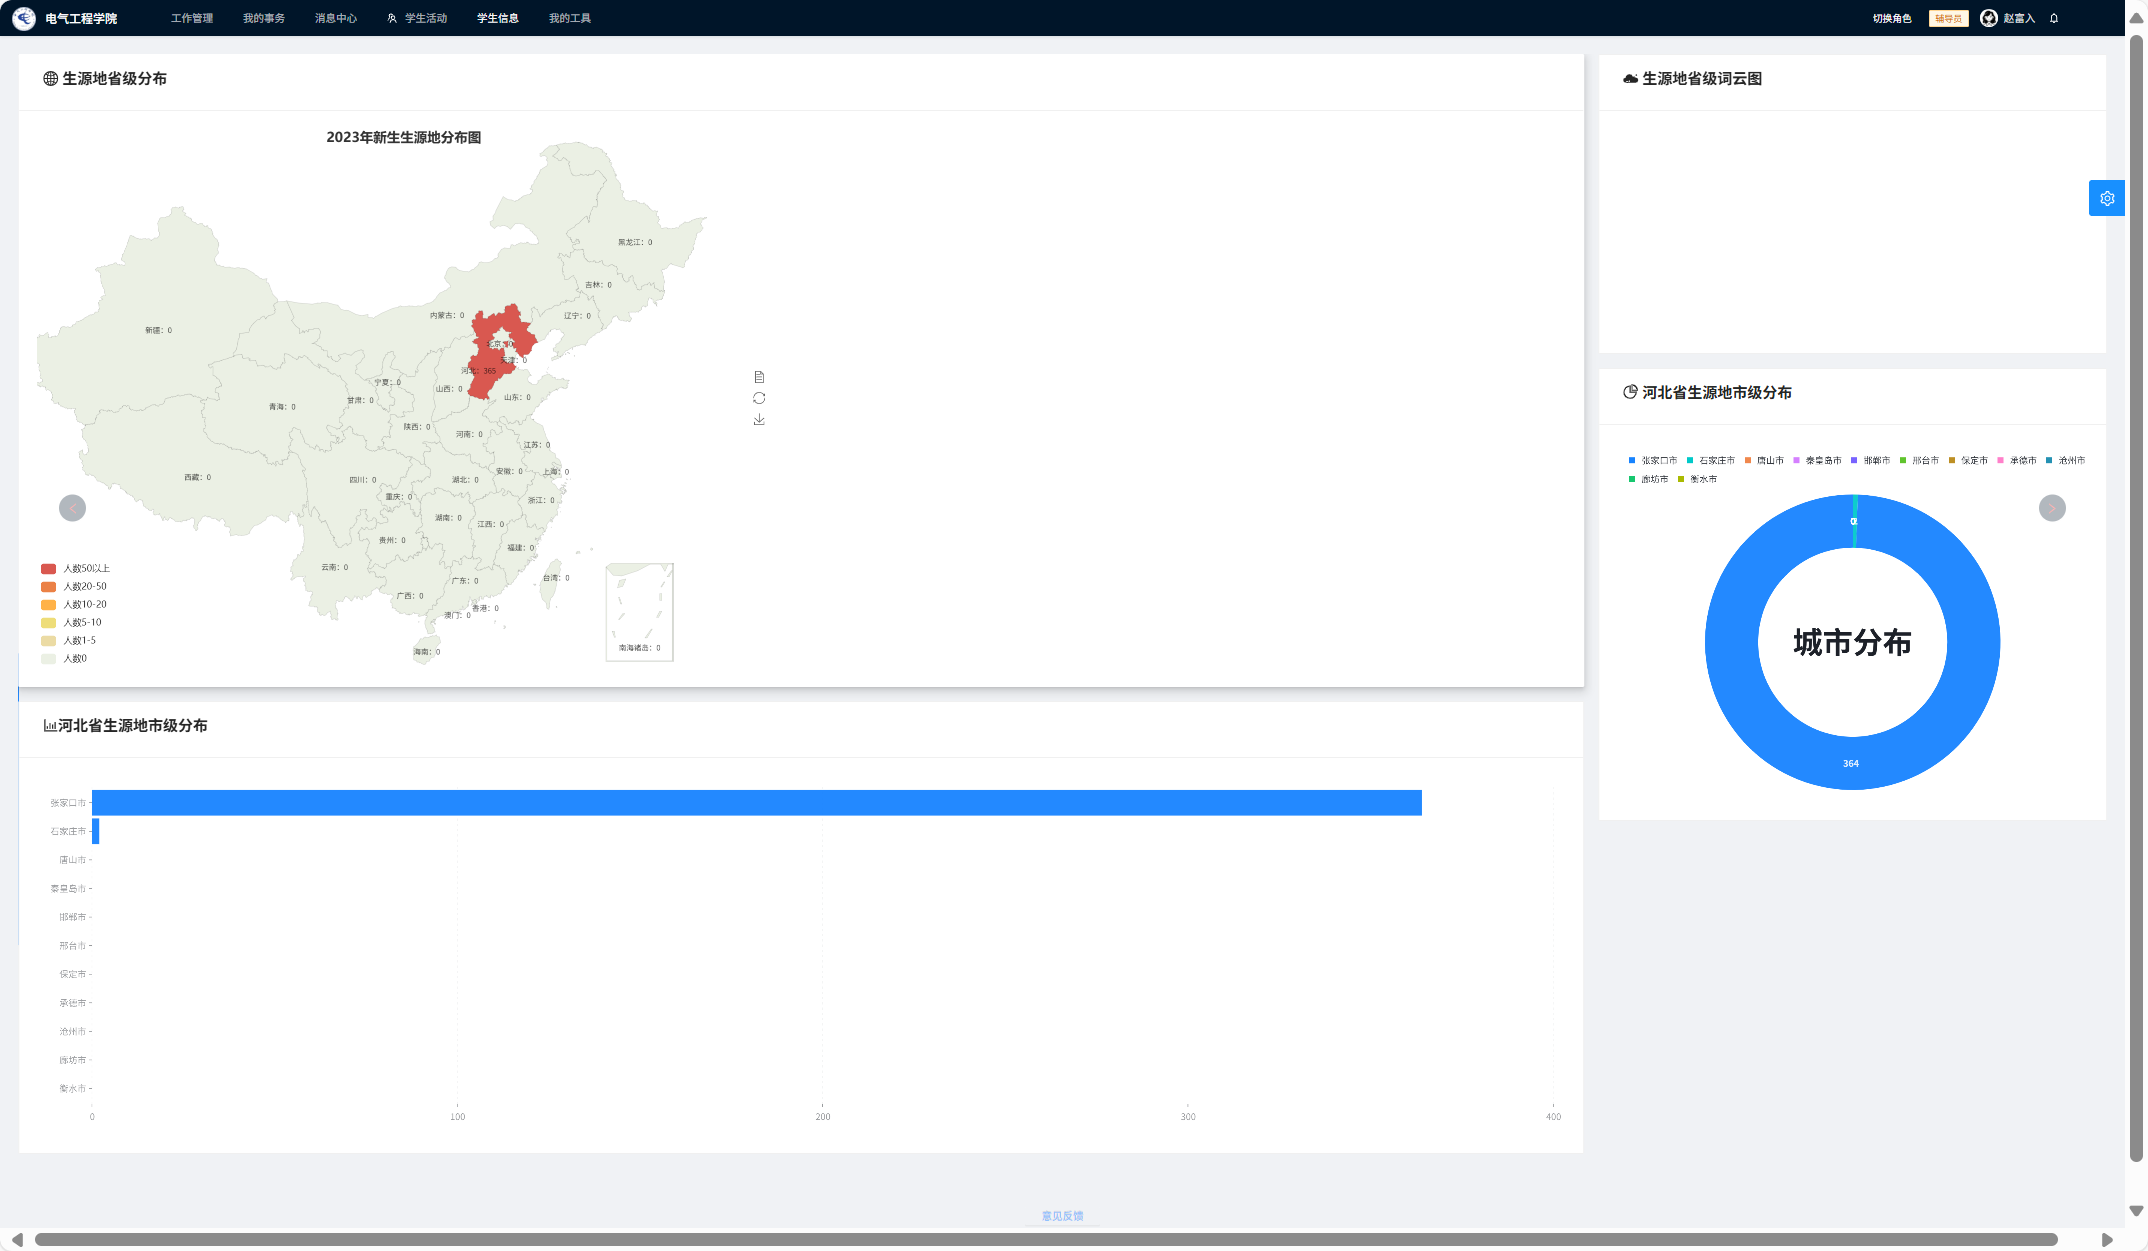 电气工程学院 工作管理 我的事务 消息中心 学生活动 学生信息 我的工具 切换角色 辅导员 赵富入
生源地省级分布
2023年新生生源地分布图
黑龙江：0
吉林：0
辽宁：0
内蒙古：0
新疆：0
北京：0
天津：0
河北：365
宁夏：0
山西：0
山东：0
甘肃：0
青海：0
陕西：0
河南：0
江苏：0
安徽：0
上海：0
西藏：0
四川：0
湖北：0
重庆：0
浙江：0
湖南：0
江西：0
贵州：0
福建：0
云南：0
台湾：0
广东：0
广西：0
香港：0
澳门：0
南海诸岛：0
海南：0
人数50以上
人数20-50
人数10-20
人数5-10
人数1-5
人数0
生源地省级词云图
河北省生源地市级分布
张家口市 石家庄市 唐山市 秦皇岛市 邯郸市 邢台市 保定市 承德市 沧州市
廊坊市 衡水市
城市分布
364
河北省生源地市级分布
张家口市
石家庄市
唐山市
秦皇岛市
邯郸市
邢台市
保定市
承德市
沧州市
廊坊市
衡水市
0 100 200 300 400
意见反馈